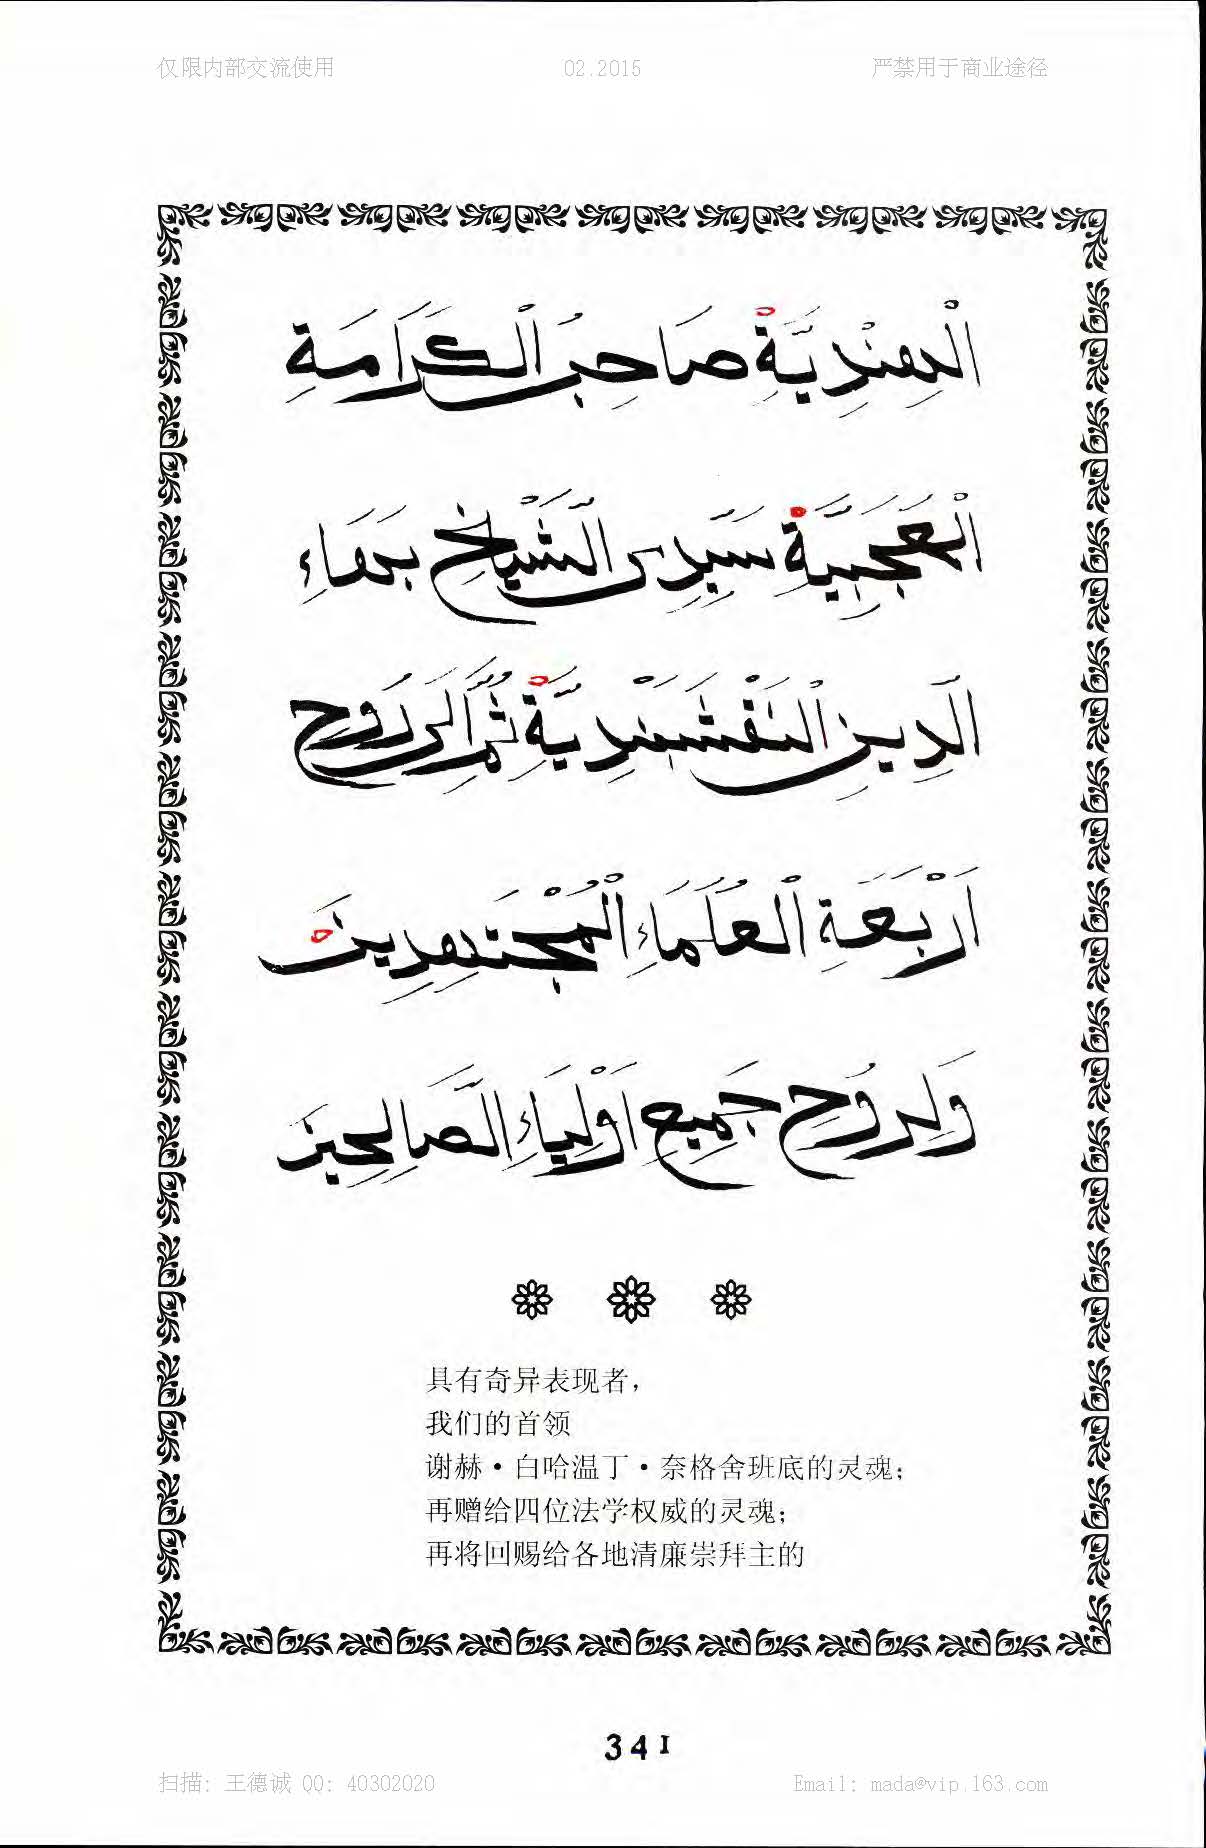 仅限内部交流使用 02.2015 严禁用于商业途径
الْهِنْدِيَّةْ صَاحِبُ الْكَرَامَةِ
الْعَجَبِيَّةْ سَيِّدِى الشَّيْخِ بَهَاءِ
الدِّينِ النَّقْشَبَنْدِيَّةْ ثُمَّ اِلَى رُوحِ
اَرْبَعَةِ الْعُلَمَاءِ الْمُجْتَهِدِينَ
وَلِرُوحِ جَمِيعِ اَوْلِيَاءِ الصَّالِحِينَ
具有奇异表现者，
我们的首领
谢赫·白哈温丁·奈格舍班底的灵魂；
再赠给四位法学权威的灵魂；
再将回赐给各地清廉崇拜主的
341
扫描: 王德诚 QQ: 40302020 Email: mada@vip.163.com